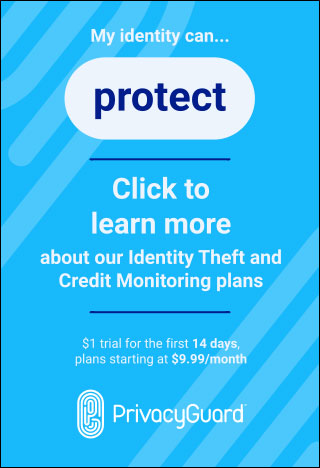 My identity can...
protect
Click to
learn more
about our Identity Theft and
Credit Monitoring plans
$1 trial for the first 14 days,
plans starting at $9.99/month
PrivacyGuard